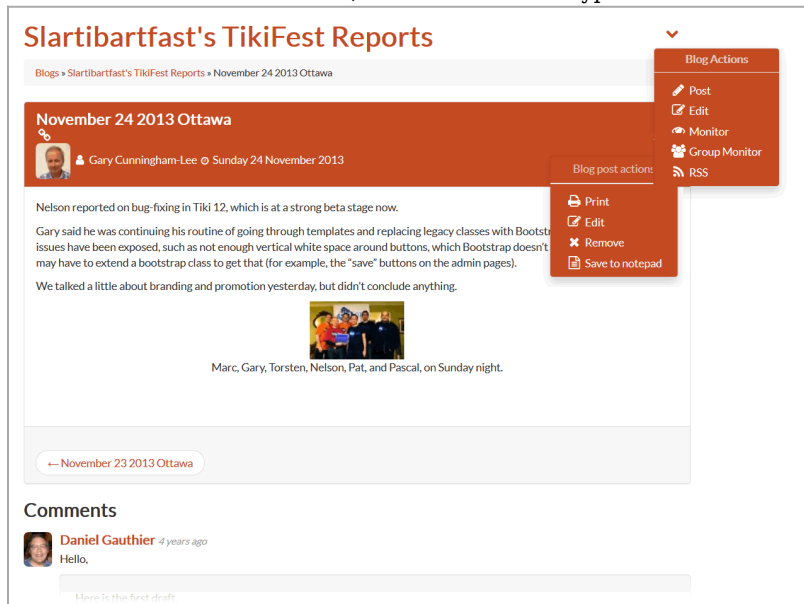 Slartibartfast's TikiFest Reports
Blogs » Slartibartfast's TikiFest Reports » November 24 2013 Ottawa
Blog Actions
Post
Edit
Monitor
Group Monitor
RSS
November 24 2013 Ottawa
Gary Cunningham-Lee Sunday 24 November 2013
Blog post actions
Print
Edit
Remove
Save to notepad
Nelson reported on bug-fixing in Tiki 12, which is at a strong beta stage now.
Gary said he was continuing his routine of going through templates and replacing legacy classes with
issues have been exposed, such as not enough vertical white space around buttons, which Bootstrap doesn't
may have to extend a bootstrap class to get that (for example, the “save” buttons on the admin pages).
We talked a little about branding and promotion yesterday, but didn't conclude anything.
Marc, Gary, Torsten, Nelson, Pat, and Pascal, on Sunday night.
← November 23 2013 Ottawa
Comments
Daniel Gauthier 4 years ago
Hello,
Here is the first draft